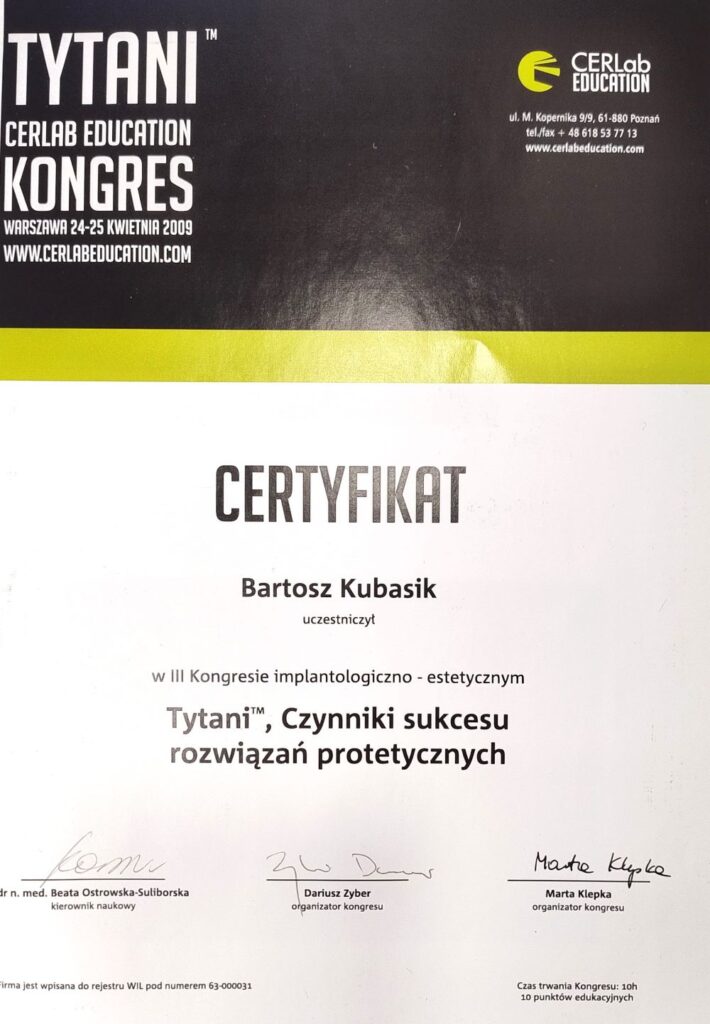 TYTANI™
CERLAB EDUCATION
KONGRES
WARSZAWA 24-25 KWIETNIA 2009
WWW.CERLABEDUCATION.COM
CERLab
EDUCATION
ul. M. Kopernika 9/9, 61-880 Poznań
tel./fax + 48 618 53 77 13
www.cerlabeducation.com
CERTYFIKAT
Bartosz Kubasik
uczestniczył
w III Kongresie implantologiczno - estetycznym
Tytani™, Czynniki sukcesu
rozwiązań protetycznych
Marta Klepka
dr n. med. Beata Ostrowska-Suliborska
kierownik naukowy
Dariusz Zyber
organizator kongresu
Marta Klepka
organizator kongresu
Firma jest wpisana do rejestru WIL pod numerem 63-000031
Czas trwania Kongresu: 10h
10 punktów edukacyjnych